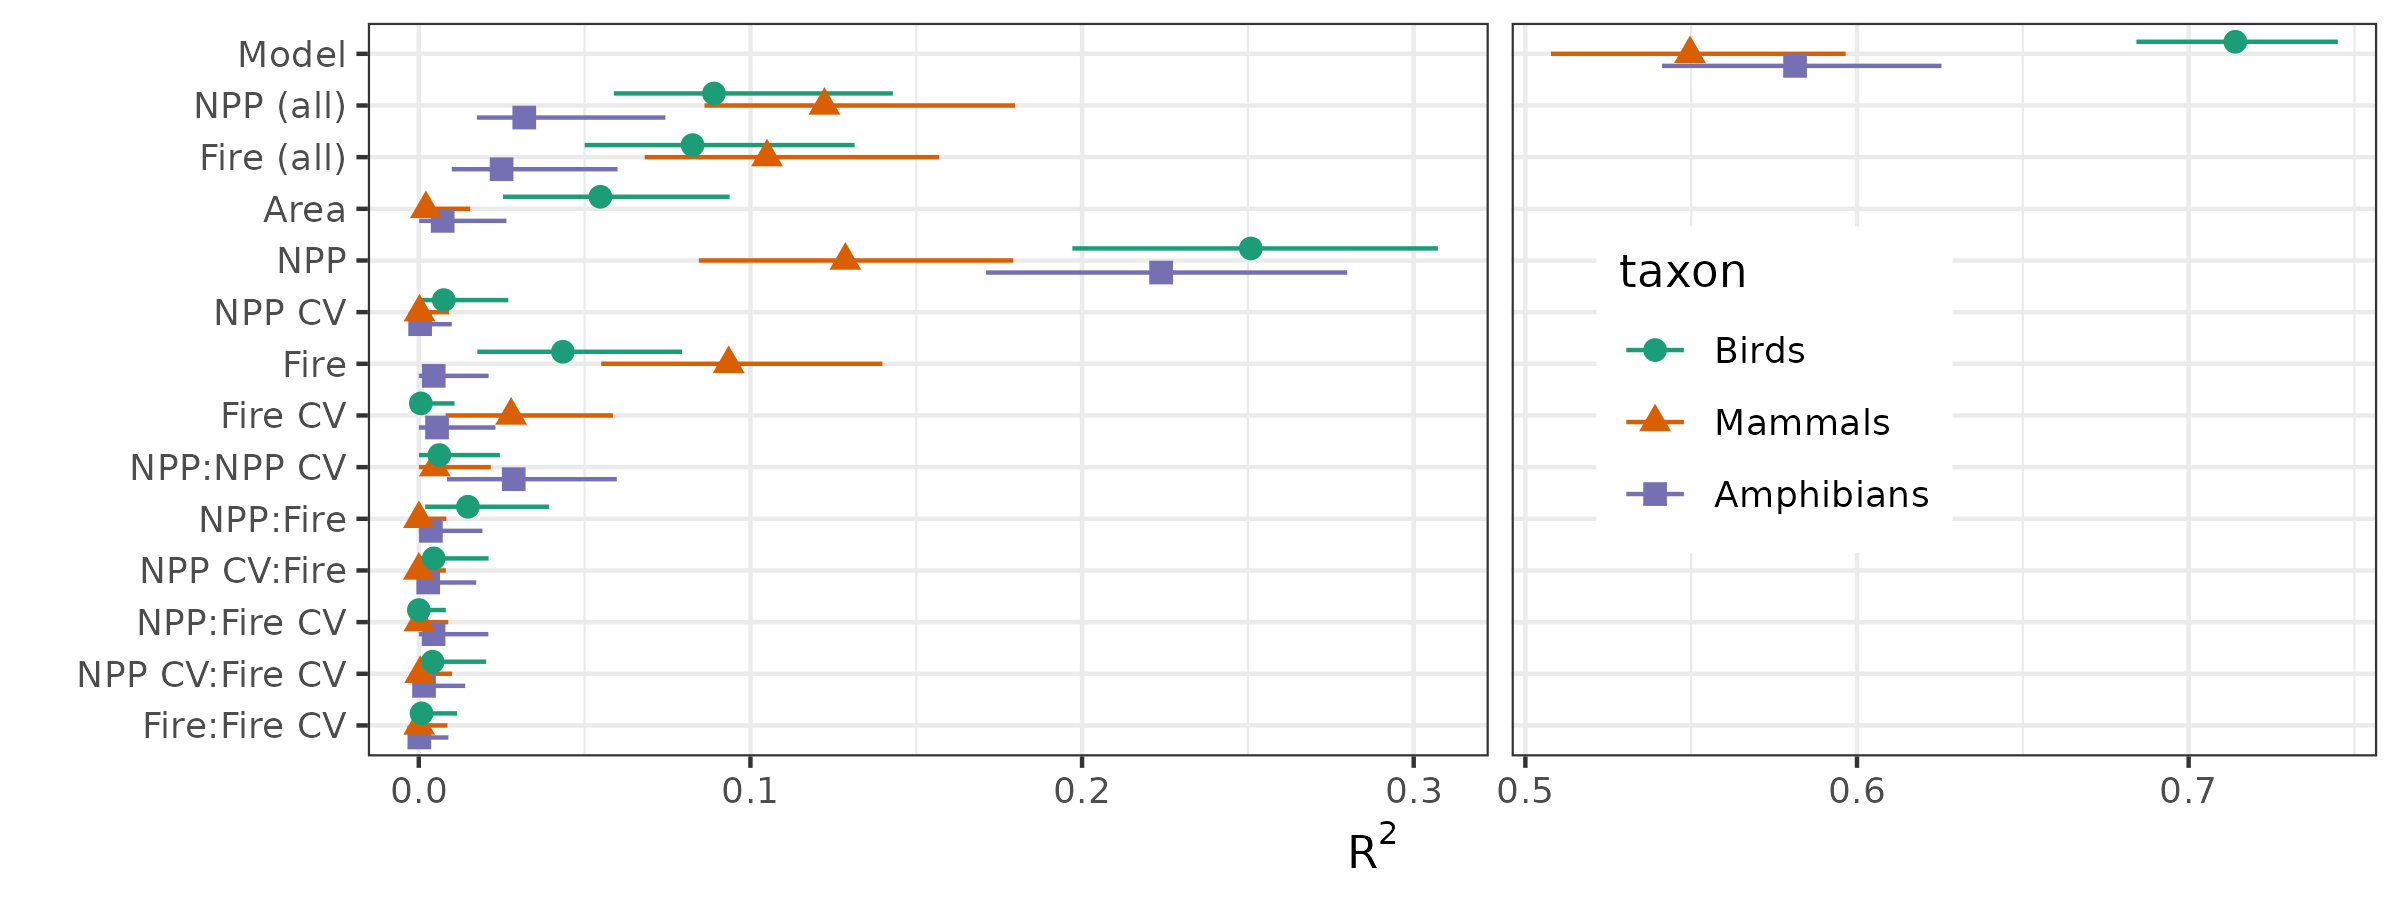 Model
NPP (all)
Fire (all)
Area
NPP
NPP CV
Fire
Fire CV
NPP:NPP CV
NPP:Fire
NPP CV:Fire
NPP:Fire CV
NPP CV:Fire CV
Fire:Fire CV
taxon
Birds
Mammals
Amphibians
0.0 0.1 0.2 0.3 0.5 0.6 0.7
R²